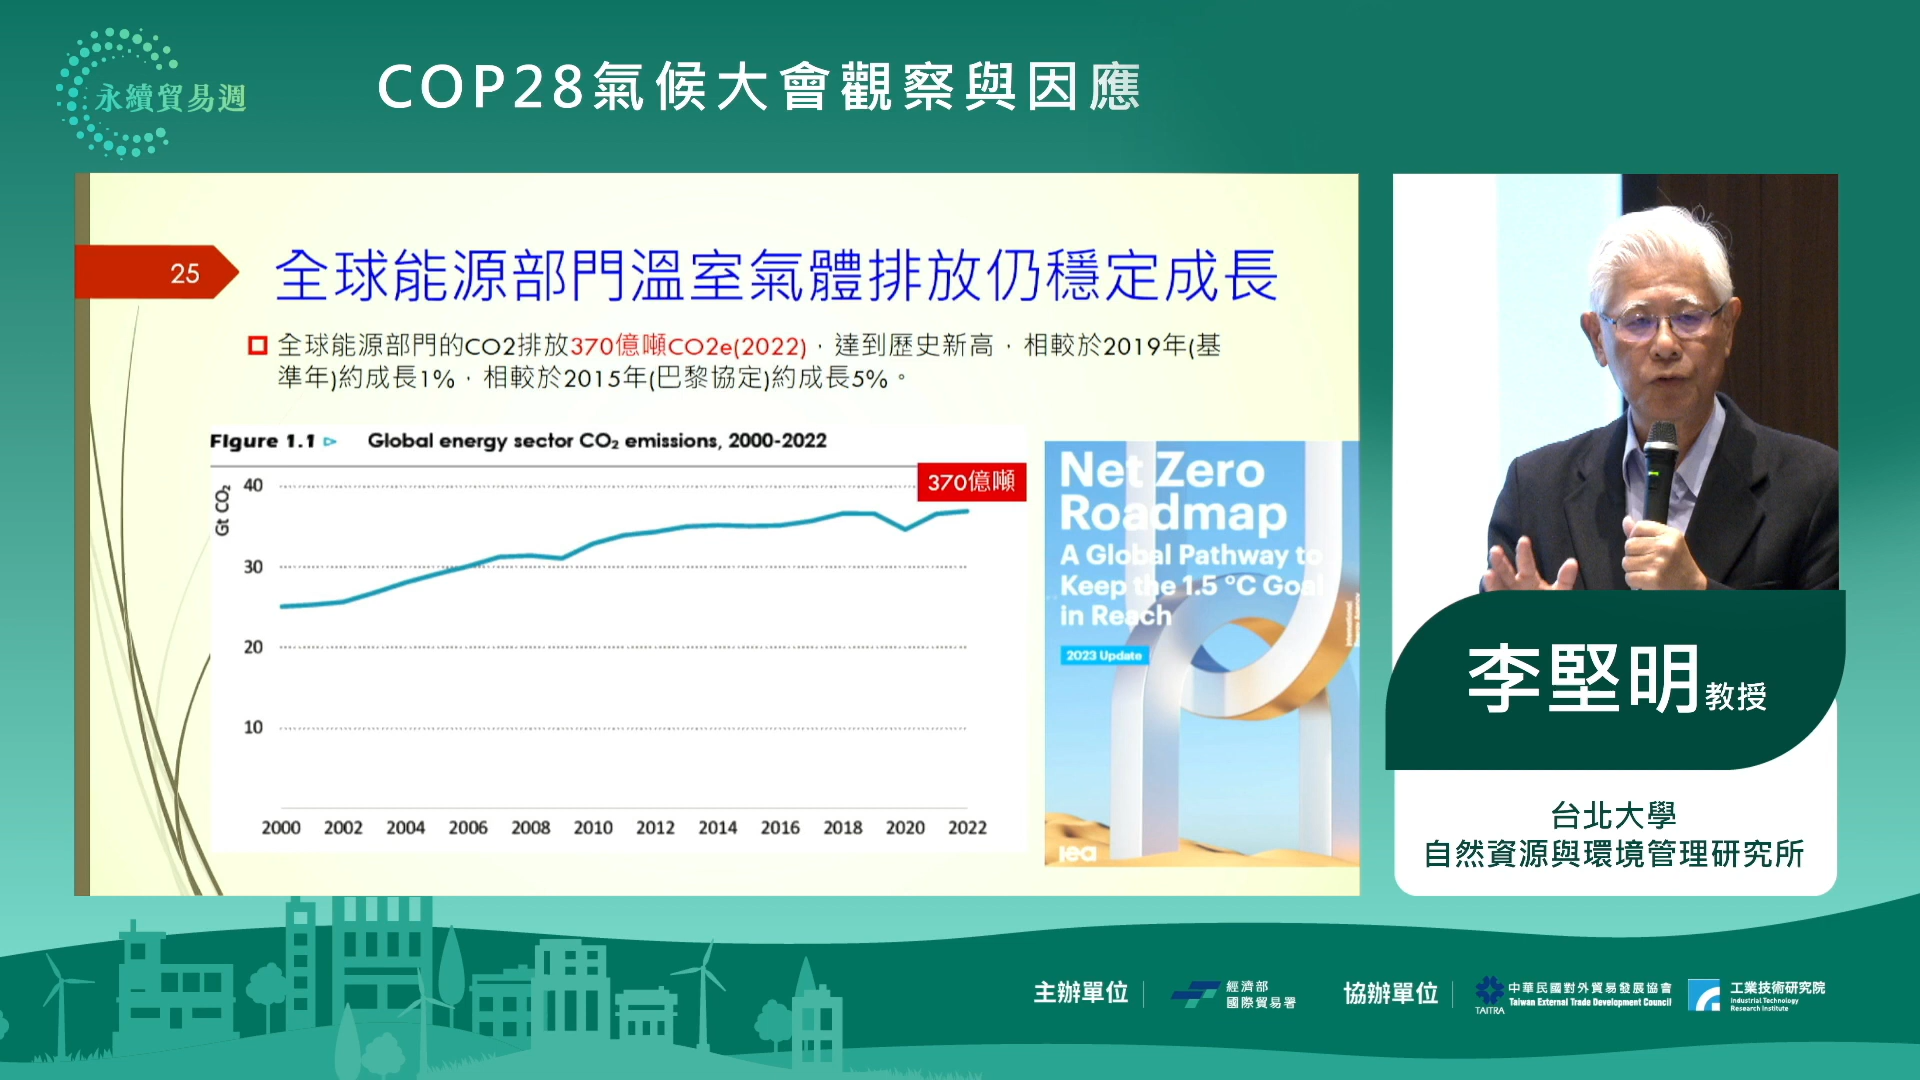 永續貿易週
COP28氣候大會觀察與因應
25
全球能源部門溫室氣體排放仍穩定成長
全球能源部門的CO2排放370億噸CO2e(2022)，達到歷史新高，相較於2019年(基
準年)約成長1%，相較於2015年(巴黎協定)約成長5%。
Figure 1.1 ▷ Global energy sector CO₂ emissions, 2000-2022
370億噸
Gt CO₂
40
30
20
10
2000 2002 2004 2006 2008 2010 2012 2014 2016 2018 2020 2022
Net Zero
Roadmap
A Global Pathway to
Keep the 1.5 °C Goal
in Reach
2023 Update
International
Energy Agency
iea
李堅明教授
台北大學
自然資源與環境管理研究所
主辦單位
經濟部
國際貿易署
協辦單位
TAITRA
中華民國對外貿易發展協會
Taiwan External Trade Development Council
工業技術研究院
Industrial Technology
Research Institute